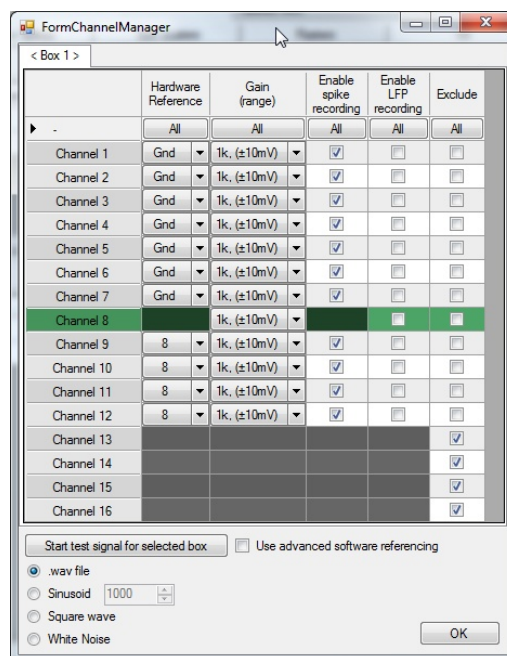 FormChannelManager
< Box 1 >
Hardware Reference
Gain (range)
Enable spike recording
Enable LFP recording
Exclude
- All All All All All
Channel 1 Gnd 1k, (±10mV)
Channel 2 Gnd 1k, (±10mV)
Channel 3 Gnd 1k, (±10mV)
Channel 4 Gnd 1k, (±10mV)
Channel 5 Gnd 1k, (±10mV)
Channel 6 Gnd 1k, (±10mV)
Channel 7 Gnd 1k, (±10mV)
Channel 8 1k, (±10mV)
Channel 9 8 1k, (±10mV)
Channel 10 8 1k, (±10mV)
Channel 11 8 1k, (±10mV)
Channel 12 8 1k, (±10mV)
Channel 13
Channel 14
Channel 15
Channel 16
Start test signal for selected box Use advanced software referencing
.wav file
Sinusoid 1000
Square wave
White Noise
OK